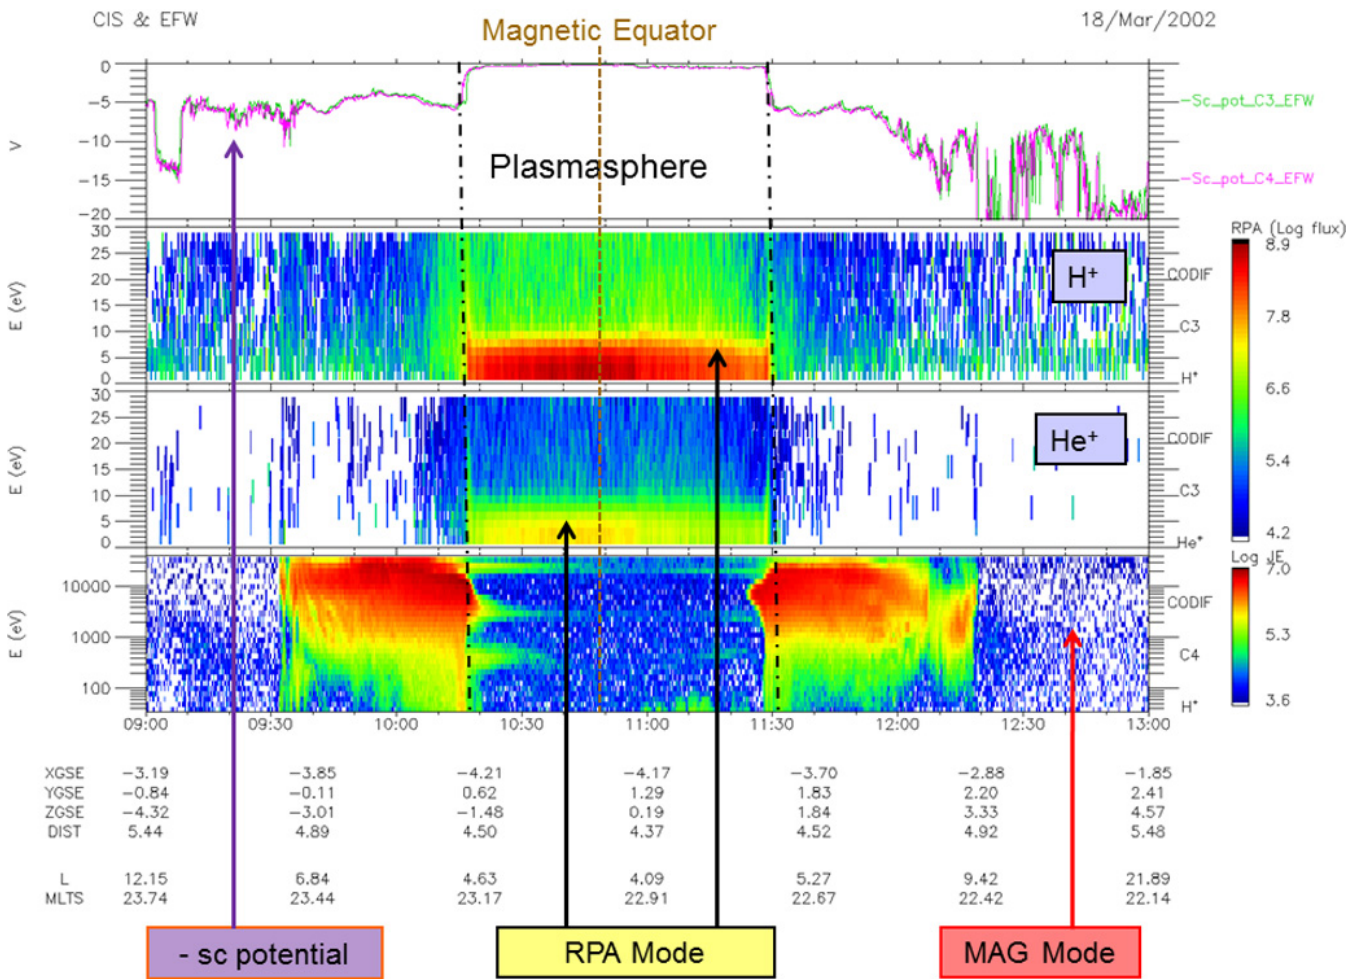 CIS & EFW
18/Mar/2002
Magnetic Equator
V
0
−5
−10
−15
−20
Plasmasphere
−Sc_pot_C3_EFW
−Sc_pot_C4_EFW
E (eV)
30
25
20
15
10
5
0
H+
CODIF
C3
H+
RPA (Log flux)
8.9
7.8
6.6
5.4
4.2
E (eV)
30
25
20
15
10
5
0
He+
CODIF
C3
He+
E (eV)
10000
1000
100
CODIF
C4
H+
Log JE
7.0
5.3
3.6
09:00 09:30 10:00 10:30 11:00 11:30 12:00 12:30 13:00
XGSE −3.19 −3.85 −4.21 −4.17 −3.70 −2.88 −1.85
YGSE −0.84 −0.11 0.62 1.29 1.83 2.20 2.41
ZGSE −4.32 −3.01 −1.48 0.19 1.84 3.33 4.57
DIST 5.44 4.89 4.50 4.37 4.52 4.92 5.48
L 12.15 6.84 4.63 4.09 5.27 9.42 21.89
MLTS 23.74 23.44 23.17 22.91 22.67 22.42 22.14
- sc potential
RPA Mode
MAG Mode